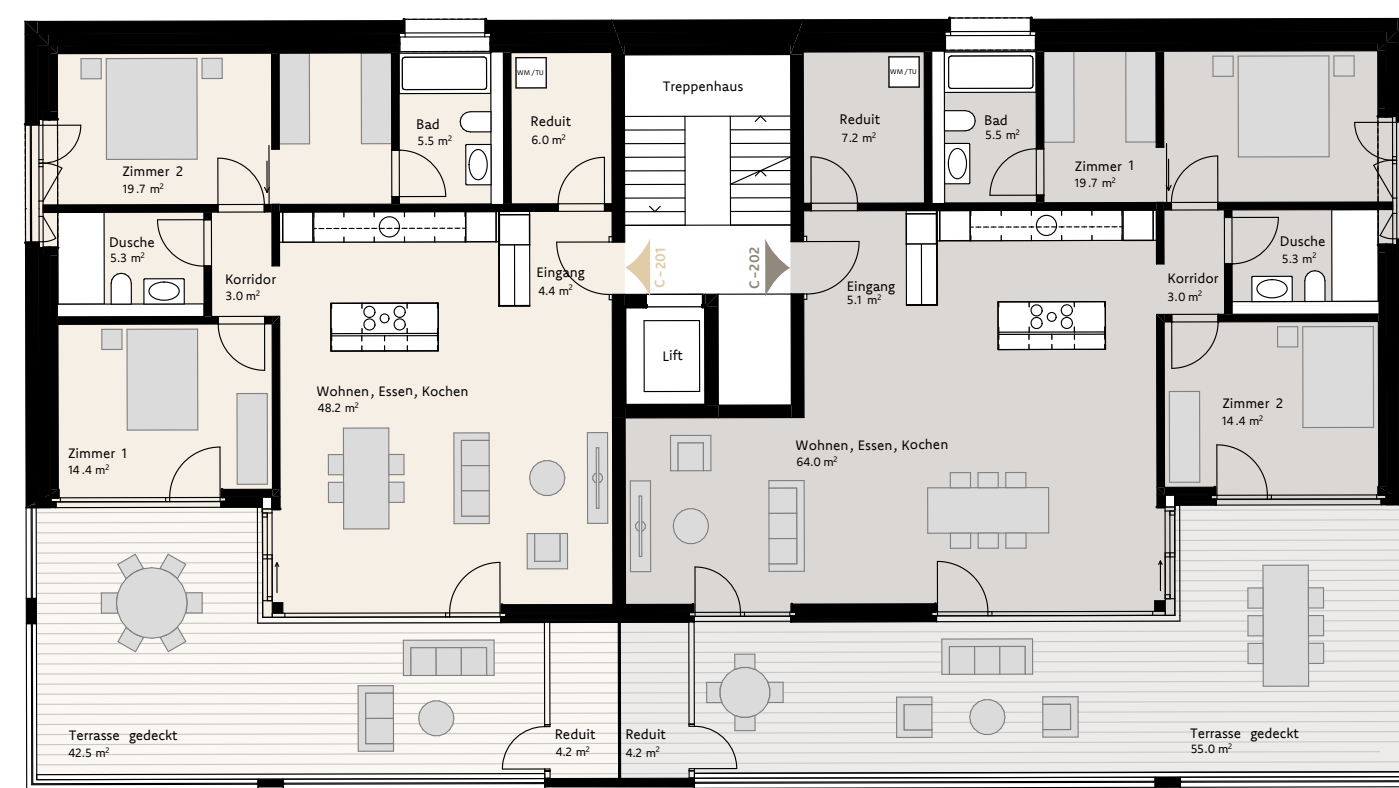 WM/TU
Treppenhaus
WM/TU
Bad
5.5 m²
Reduit
6.0 m²
Reduit
7.2 m²
Bad
5.5 m²
Zimmer 2
19.7 m²
Zimmer 1
19.7 m²
Dusche
5.3 m²
Korridor
3.0 m²
Eingang
4.4 m²
C-201
C-202
Eingang
5.1 m²
Korridor
3.0 m²
Dusche
5.3 m²
Lift
Wohnen, Essen, Kochen
48.2 m²
Zimmer 2
14.4 m²
Zimmer 1
14.4 m²
Wohnen, Essen, Kochen
64.0 m²
Terrasse gedeckt
42.5 m²
Reduit
4.2 m²
Reduit
4.2 m²
Terrasse gedeckt
55.0 m²